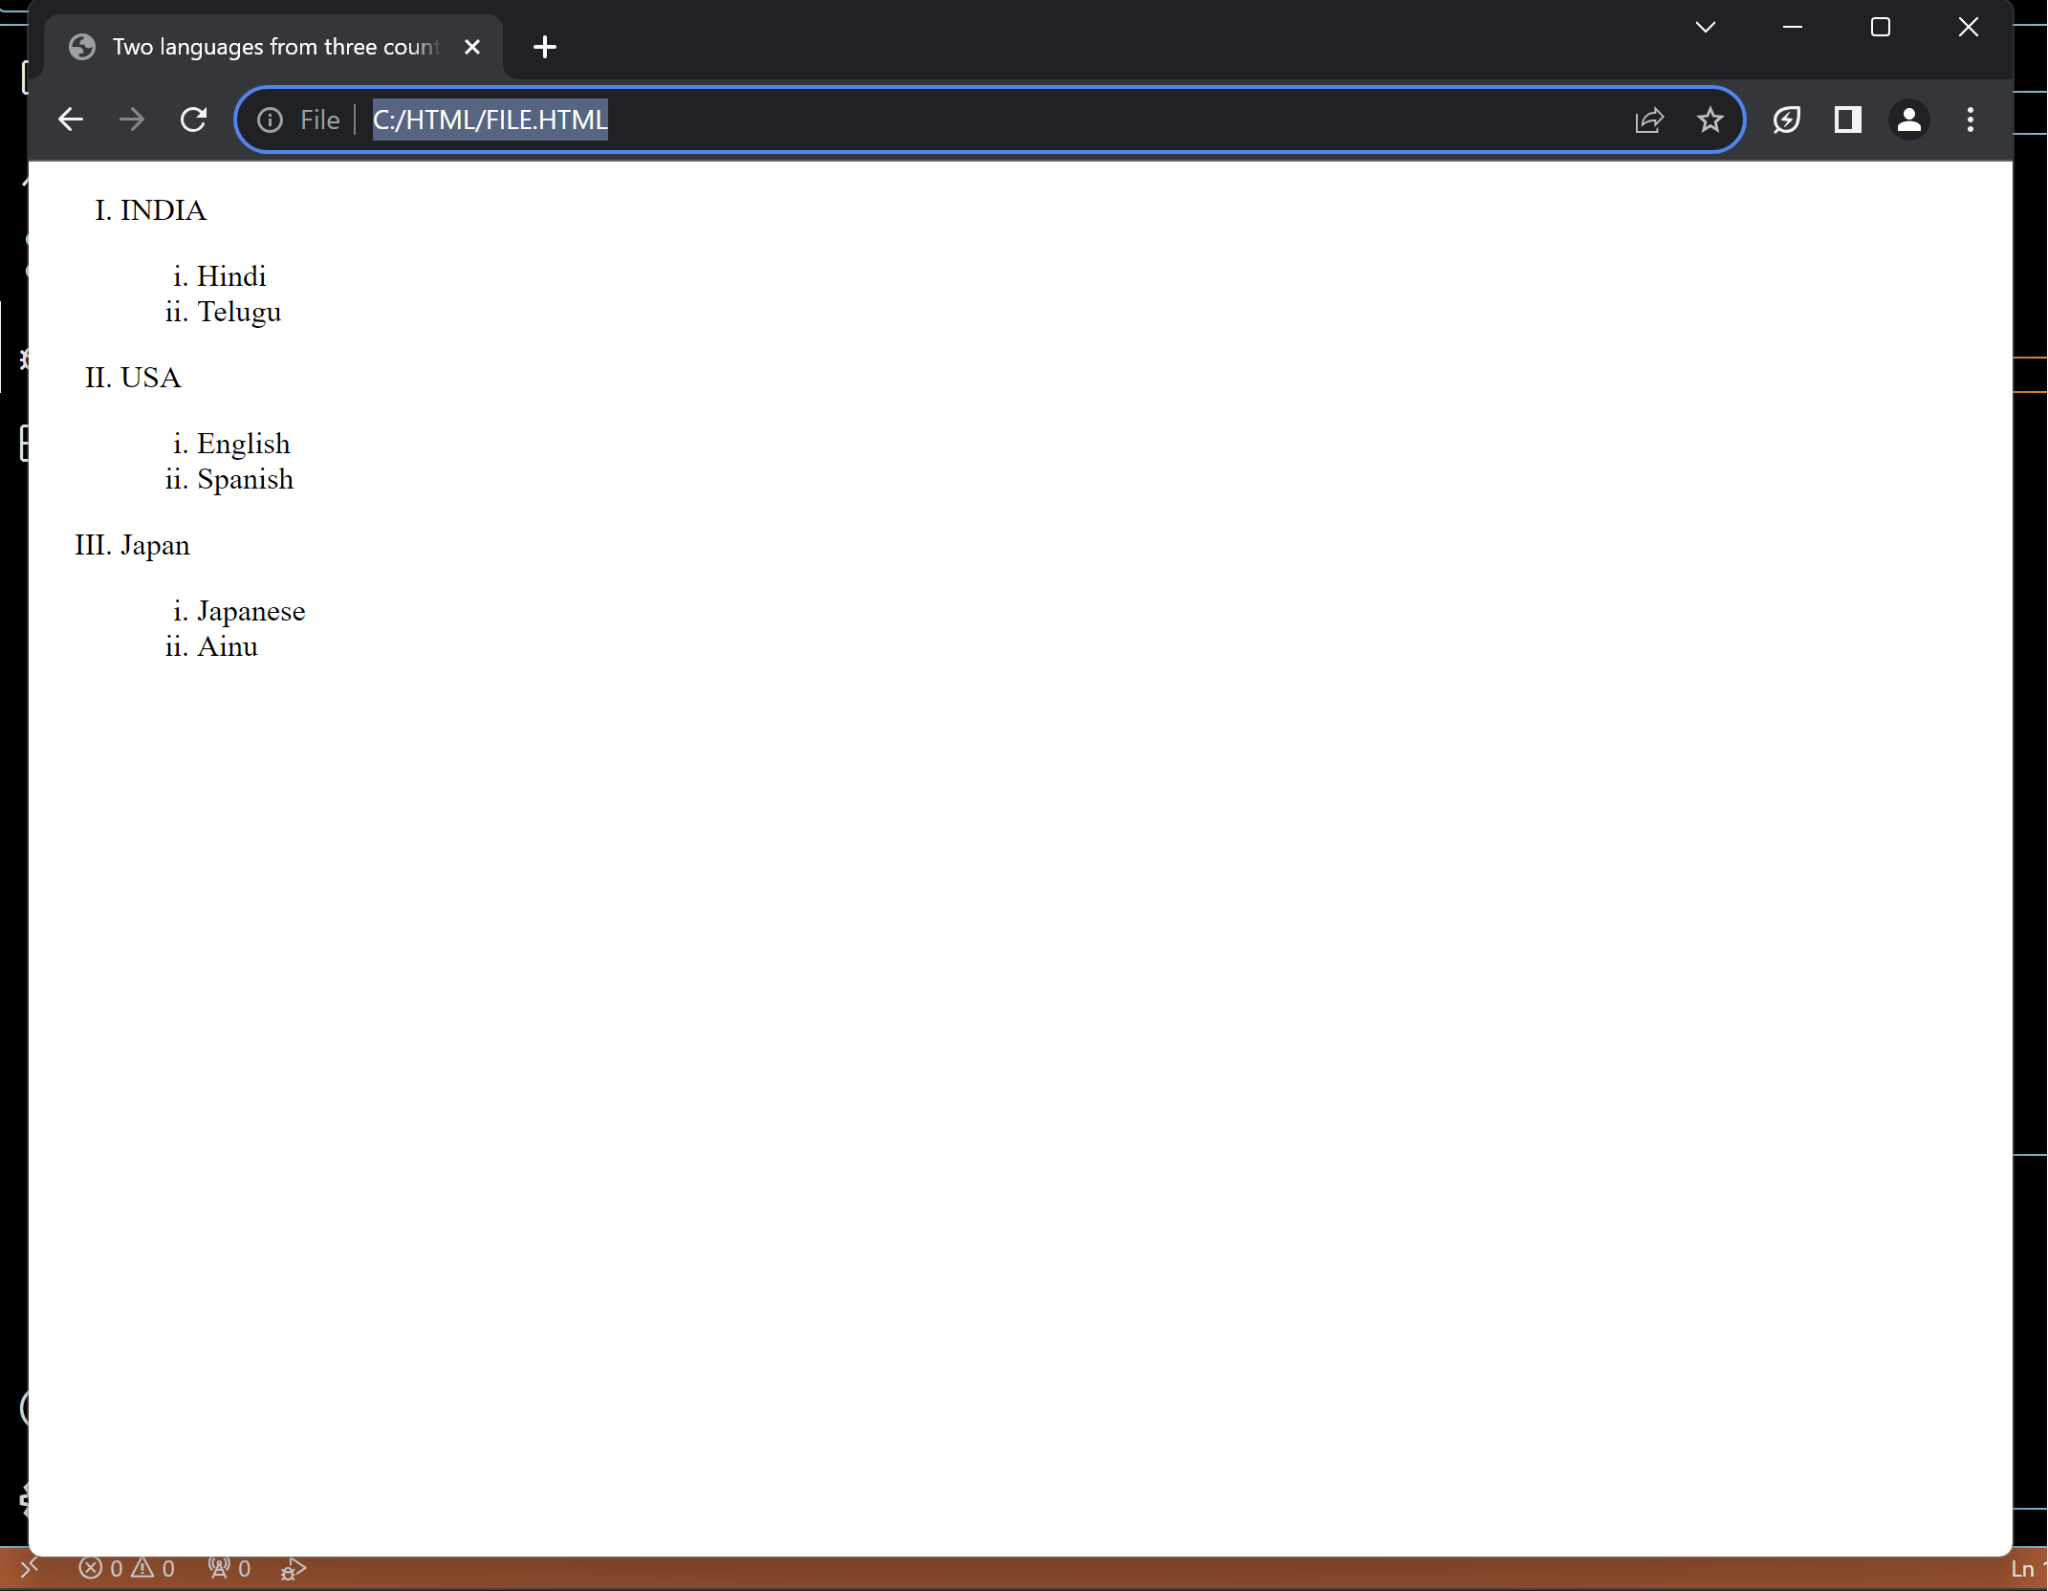 Two languages from three count
File C:/HTML/FILE.HTML
I. INDIA
i. Hindi
ii. Telugu
II. USA
i. English
ii. Spanish
III. Japan
i. Japanese
ii. Ainu
0 0 0
Ln